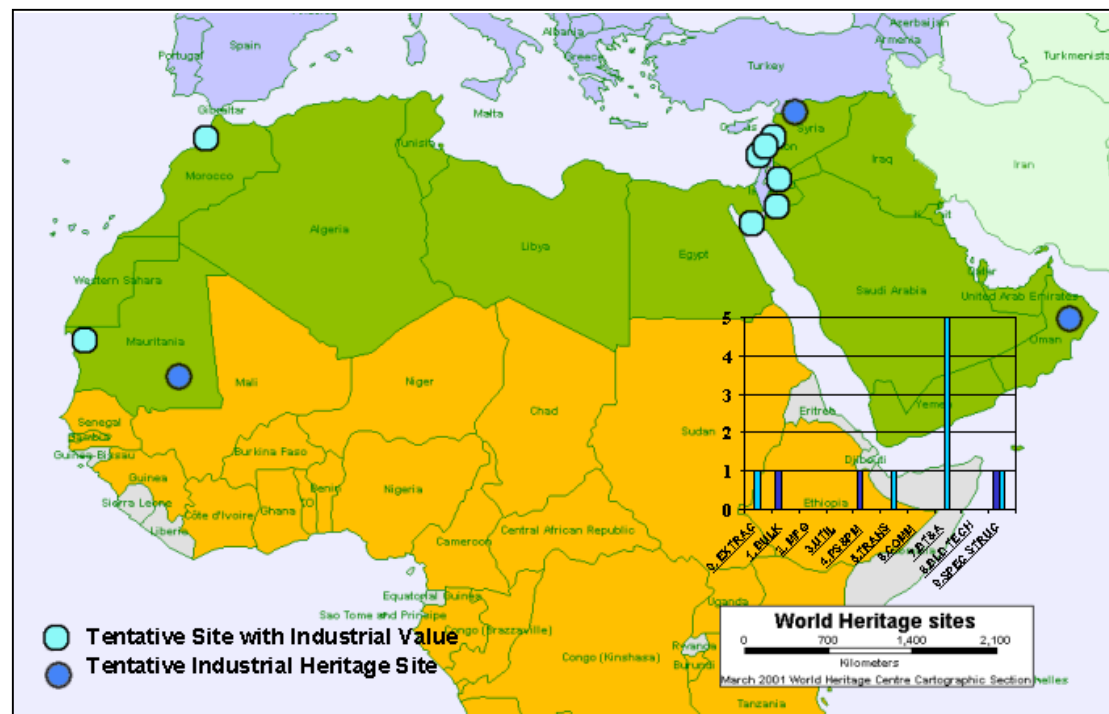 Portugal
Spain
Albania
Greece
Turkey
Azerbaijan
Armenia
Turkmenista
Gibraltar
Malta
Tunisia
Syria
Iraq
Iran
Morocco
Algeria
Libya
Egypt
Western Sahara
Qatar
United Arab Emirates
Saudi Arabia
Oman
Mauritania
Mali
Niger
Chad
Sudan
Eritrea
Yemen
Senegal
Guinea-Bissau
Burkina Faso
Djibouti
Guinea
Benin
Nigeria
Sierra Leone
Côte d'Ivoire
Ghana
Liberia
Ethiopia
Central African Republic
Cameroon
Equatorial Guinea
Sao Tome and Principe
Uganda
Congo (Brazzaville)
Congo (Kinshasa)
Rwanda
Burundi
Tanzania
5
4
3
2
1
0
0. EXTRAC
1. BULK
2. MFG
3.UTIL
4. PS&PM
5.TRANS
6.COMM
7.BT&A
8.BLD TECH
9.SPEC STRUC
Tentative Site with Industrial Value
Tentative Industrial Heritage Site
World Heritage sites
0 700 1,400 2,100
Kilometers
March 2001 World Heritage Centre Cartographic Section
helles